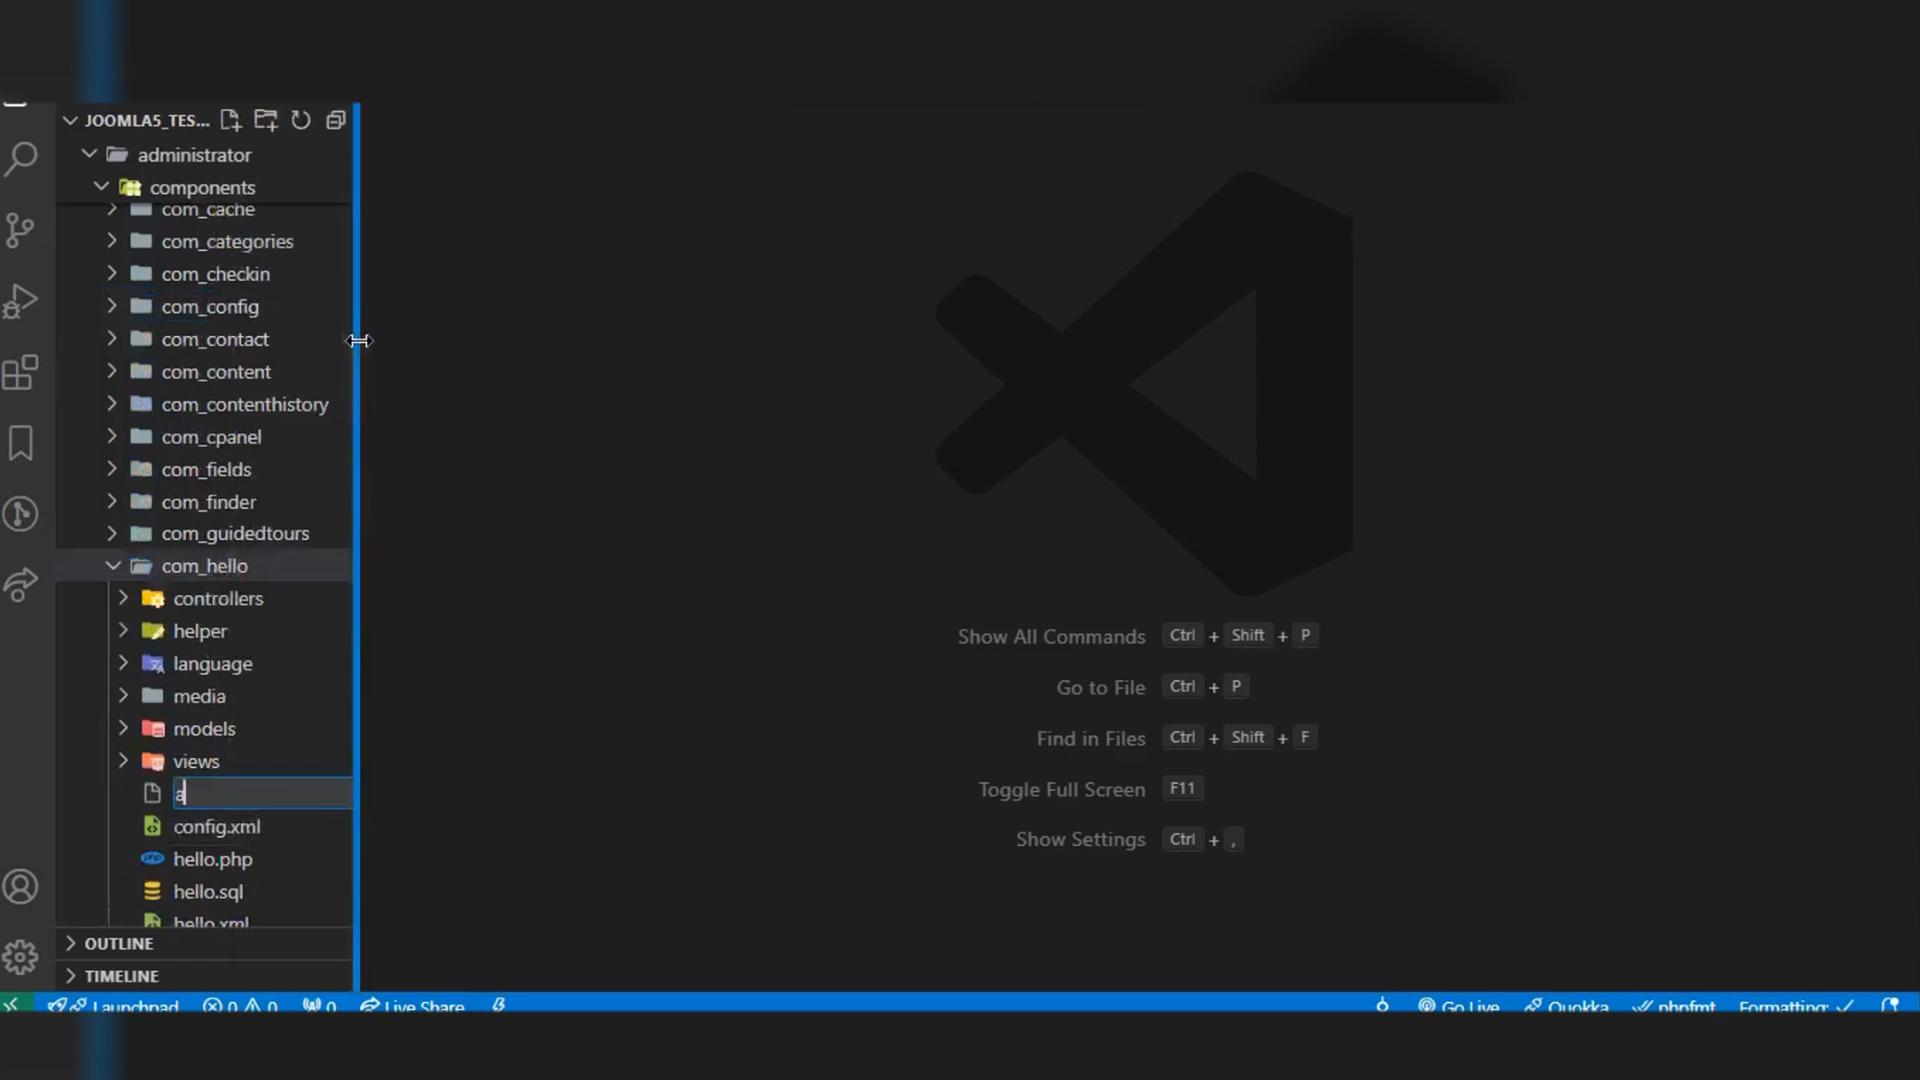 JOOMLA5_TES...
administrator
components
com_cache
com_categories
com_checkin
com_config
com_contact
com_content
com_contenthistory
com_cpanel
com_fields
com_finder
com_guidedtours
com_hello
controllers
helper
language
media
models
views
a
config.xml
php hello.php
hello.sql
hello.xml
OUTLINE
TIMELINE
Show All Commands Ctrl + Shift + P
Go to File Ctrl + P
Find in Files Ctrl + Shift + F
Toggle Full Screen F11
Show Settings Ctrl + ,
Launchpad 0 0 0 Live Share Go Live Quokka phpfmt Formatting: ✓